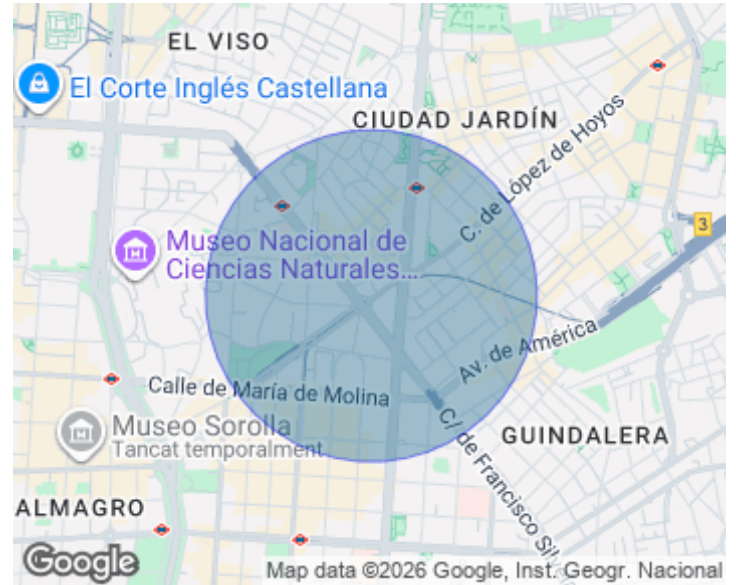 EL VISO
El Corte Inglés Castellana
CIUDAD JARDÍN
C. de López de Hoyos
3
Museo Nacional de
Ciencias Naturales...
Av. de América
Calle de María de Molina
Museo Sorolla
Tancat temporalment
C/ de Francisco Sil
GUINDALERA
ALMAGRO
Google
Map data ©2026 Google, Inst. Geogr. Nacional